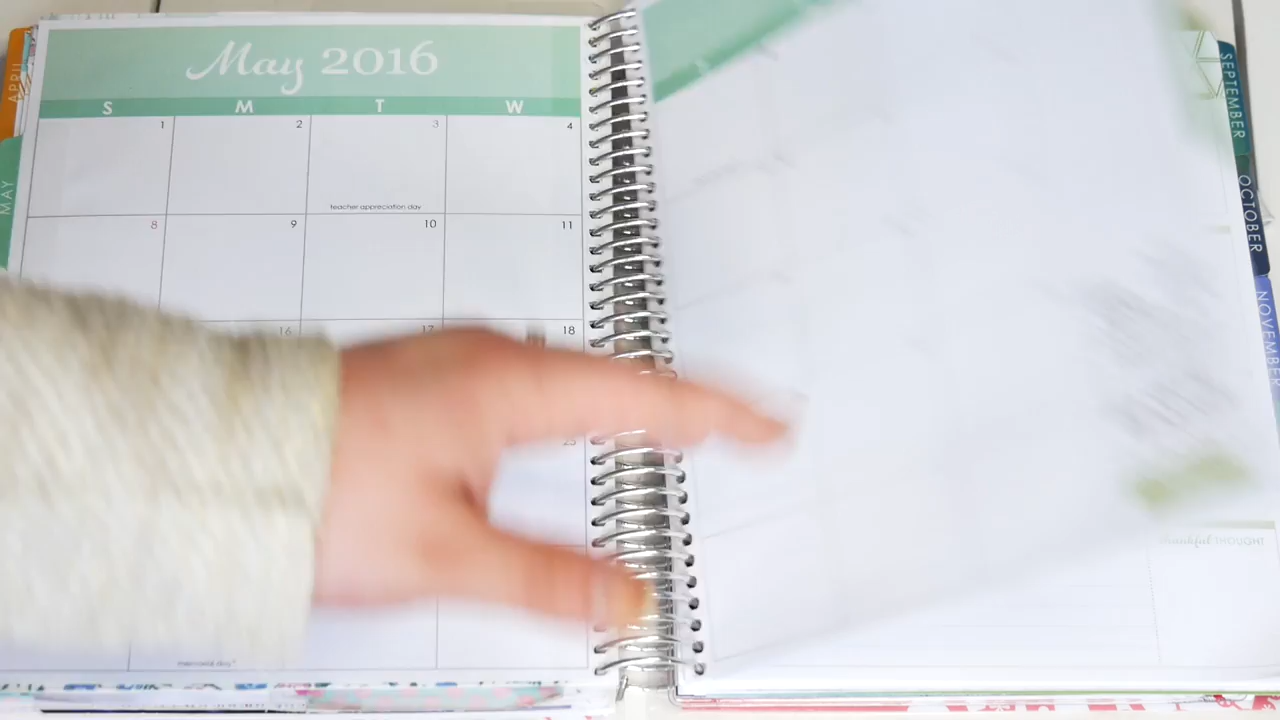 May 2016
S M T W
1 2 3 4
teacher appreciation day
8 9 10 11
16 17 18
25
memorial day*
thankful THOUGHT
APRIL
MAY
SEPTEMBER
OCTOBER
NOVEMBER